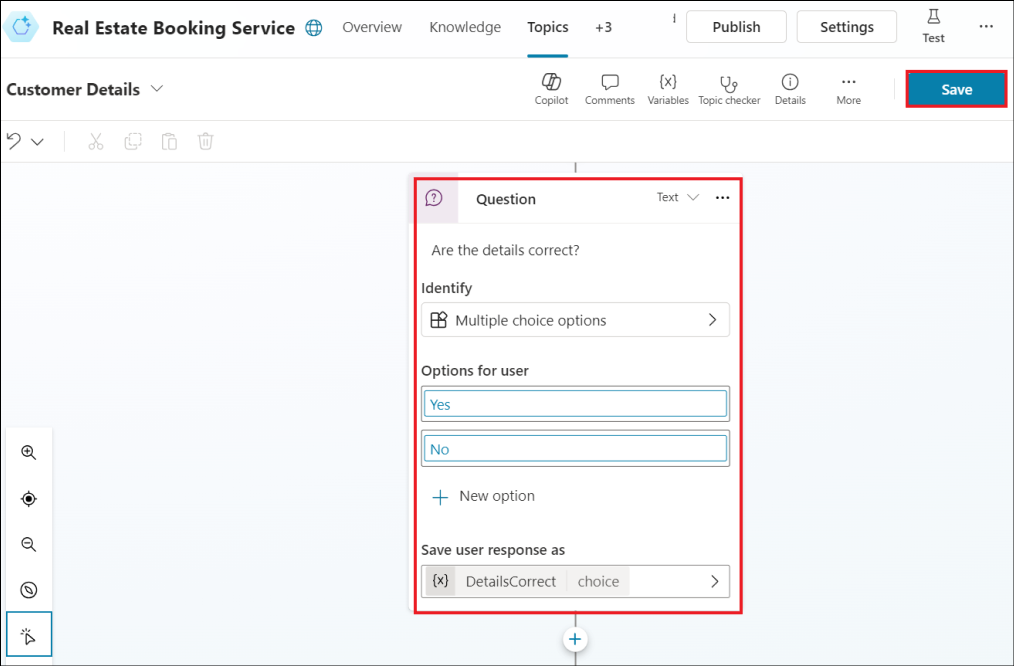 Real Estate Booking Service Overview Knowledge Topics +3 Publish Settings Test ...
Customer Details Copilot Comments {x} Variables Topic checker Details ... More Save
? Question Text ...
Are the details correct?
Identify
Multiple choice options
Options for user
Yes
No
+ New option
Save user response as
{x} DetailsCorrect choice
+